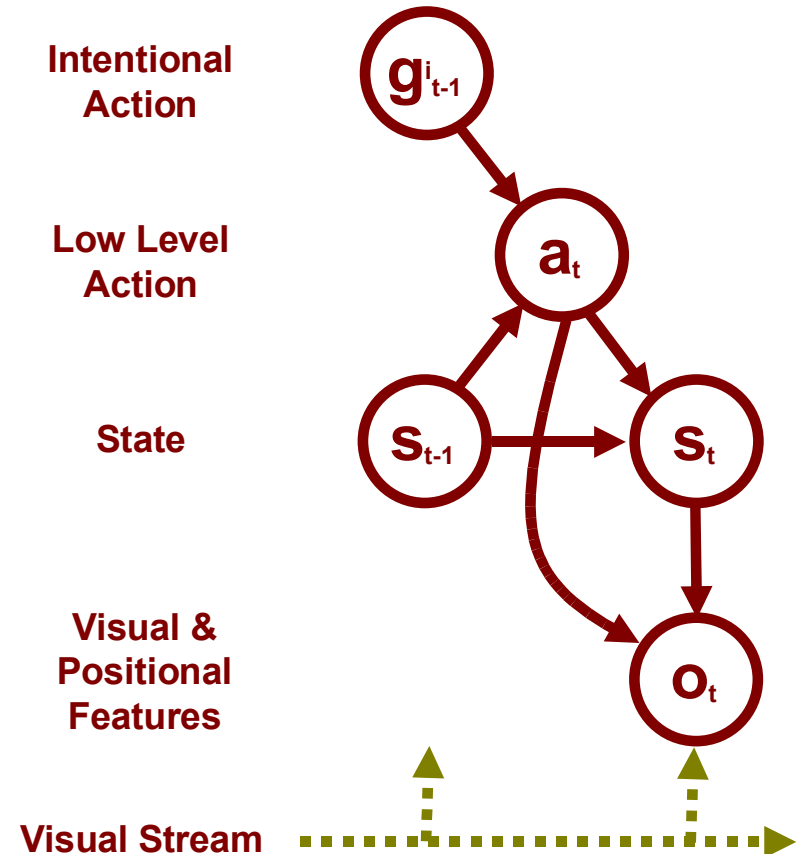 Intentional
Action
g^i_{t-1}
Low Level
Action
a_t
State
s_{t-1}
s_t
Visual &
Positional
Features
o_t
Visual Stream